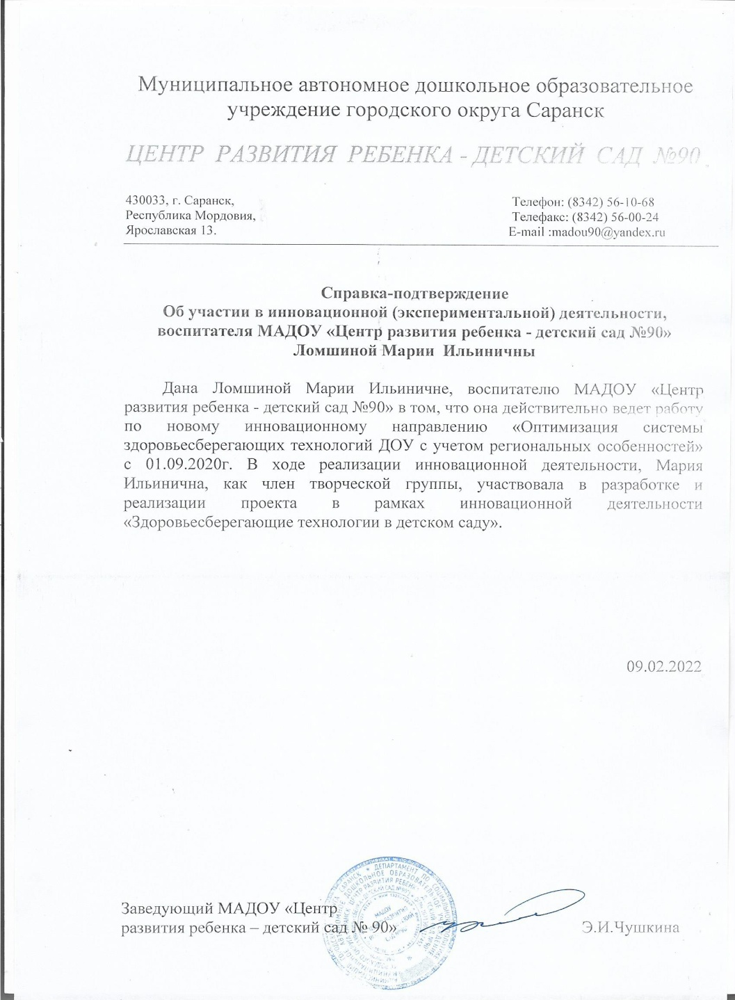 Муниципальное автономное дошкольное образовательное
учреждение городского округа Саранск
ЦЕНТР РАЗВИТИЯ РЕБЕНКА - ДЕТСКИЙ САД №90
430033, г. Саранск,
Республика Мордовия,
Ярославская 13.
Телефон: (8342) 56-10-68
Телефакс: (8342) 56-00-24
E-mail :madou90@yandex.ru
Справка-подтверждение
Об участии в инновационной (экспериментальной) деятельности,
воспитателя МАДОУ «Центр развития ребенка - детский сад №90»
Ломшиной Марии Ильиничны
Дана Ломшиной Марии Ильиничне, воспитателю МАДОУ «Центр
развития ребенка - детский сад №90» в том, что она действительно ведет работу
по новому инновационному направлению «Оптимизация системы
здоровьесберегающих технологий ДОУ с учетом региональных особенностей»
с 01.09.2020г. В ходе реализации инновационной деятельности, Мария
Ильинична, как член творческой группы, участвовала в разработке и
реализации проекта в рамках инновационной деятельности
«Здоровьесберегающие технологии в детском саду».
09.02.2022
Заведующий МАДОУ «Центр
развития ребенка – детский сад № 90»
Э.И.Чушкина